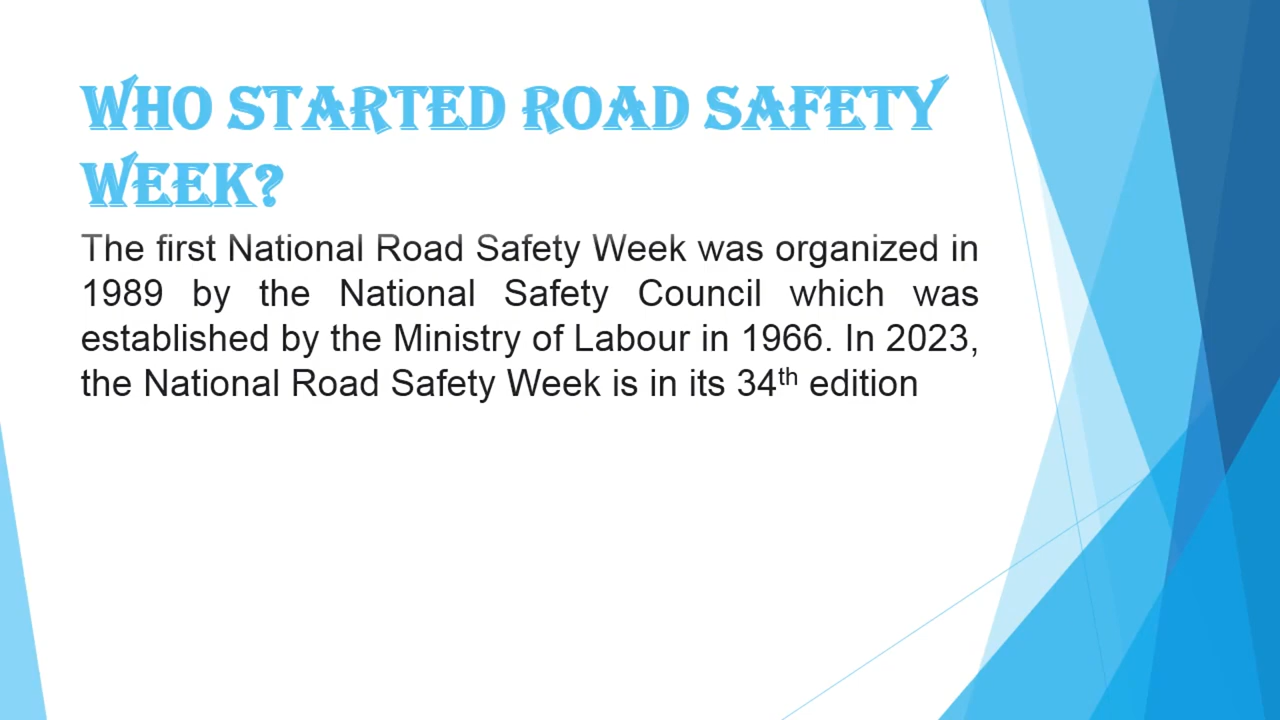 WHO STARTED ROAD SAFETY
WEEK?
The first National Road Safety Week was organized in
1989 by the National Safety Council which was
established by the Ministry of Labour in 1966. In 2023,
the National Road Safety Week is in its 34th edition